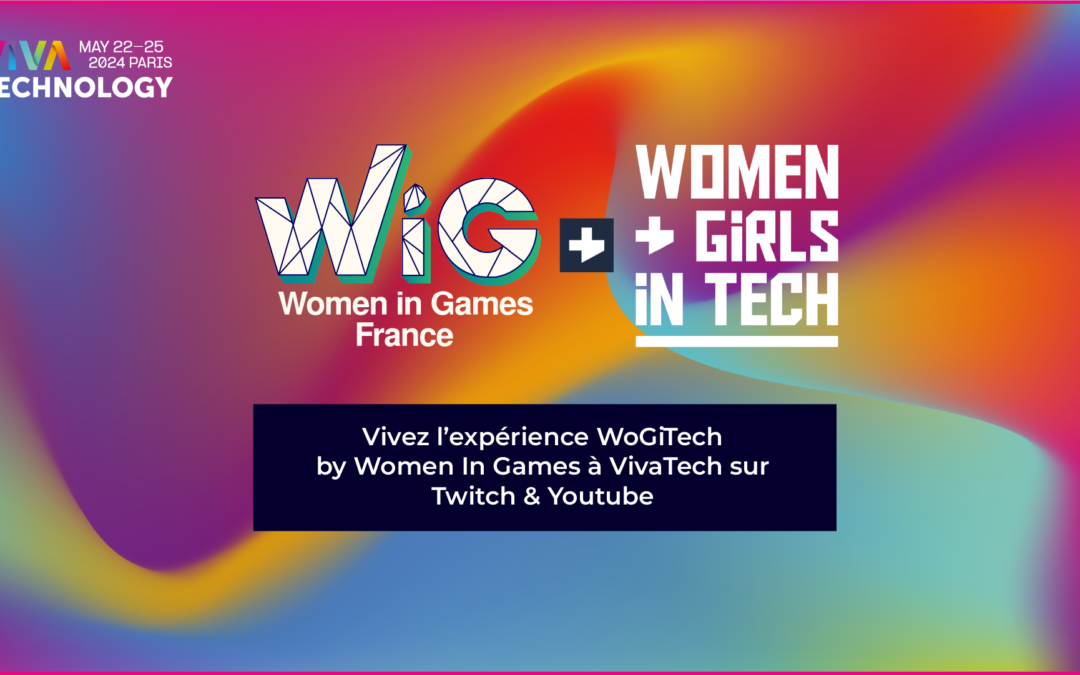 VIVA
MAY 22–25
2024 PARIS
ECHNOLOGY
WiG
Women in Games
France
WOMEN
+ GiRLS
iN TECH
Vivez l’expérience WoGiTech
by Women In Games à VivaTech sur
Twitch & Youtube